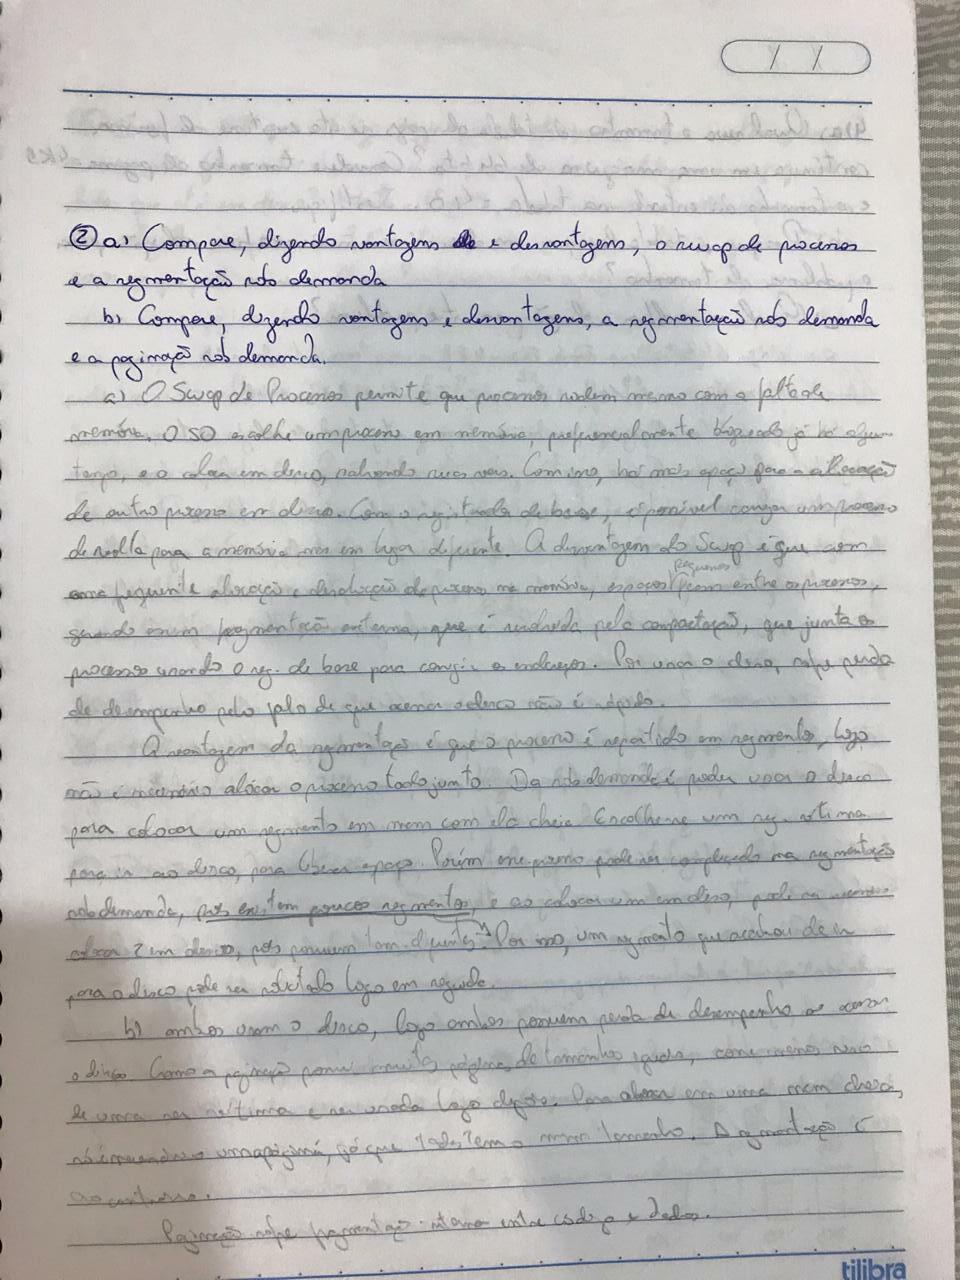 ② a) Compare, dizendo vantagens e desvantagens, o swap de processos
e a segmentação sob demanda
b) Compare, dizendo vantagens e desvantagens, a segmentação sob demanda
e a paginação sob demanda.
a) O Swap de Processos permite que processos rodem mesmo com a falta de
memória. O SO escolhe um processo em memória, preferencialmente bloqueado já há algum
tempo, e o coloca em disco, salvando seus regs. Com isso, há mais espaço para a alocação
de outro processo em disco. Com o registrador de base, é possível carregar um processo
de volta para a memória em lugar diferente. A desvantagem do Swap é que com
uma frequente alocação e desalocação de processos na memória, espaços pequenos ficam entre os processos,
gerando assim fragmentação externa, que é resolvida pela compactação, que junta os
processos usando o reg. de base para corrigir os endereços. Por usar o disco, sofre perda
de desempenho pelo fato de que acessar o disco não é rápido.
A vantagem da segmentação é que o processo é repartido em segmentos, logo
não é necessário alocar o processo todo junto. Da sob demanda é poder usar o disco
para colocar um segmento em mem com ela cheia. Escolhe-se um seg. vítima
para ir ao disco, para liberar espaço. Porém esse processo pode ser complicado na segmentação
sob demanda, pois existem poucos segmentos, e ao colocar um em disco, pode ser necessário
colocar 2 em disco, pois possuem tam. diferentes. Por isso, um segmento que acabou de ir
para o disco pode ser solicitado logo em seguida.
b) ambos usam o disco, logo ambos possuem perda de desempenho ao acessar
o disco. Como a paginação possui muitas páginas, de tamanhos iguais, corre menos risco
de uma ser vítima e ser usada logo depois. Para alocar em uma mem cheia,
só é necessário uma página, já que todas tem o mesmo tamanho. A segmentação é
ao contrário.
Paginação sofre fragmentação interna entre código e dados.
tilibra